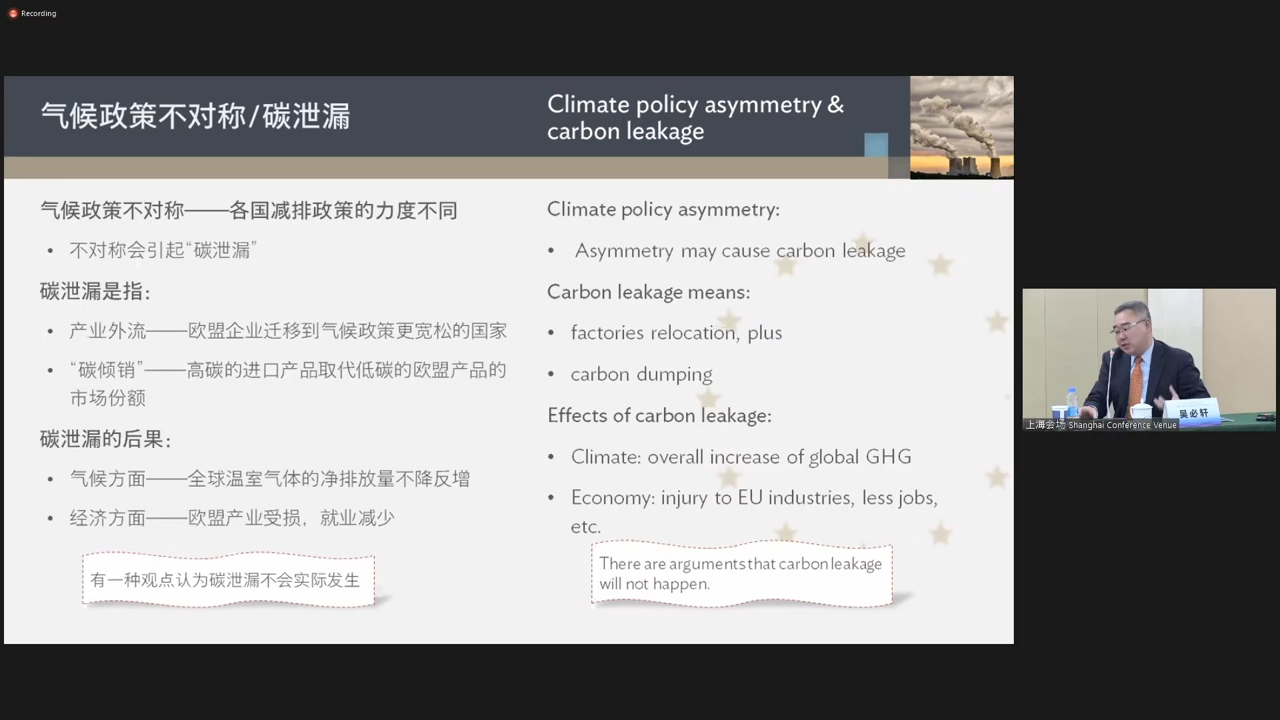 Recording
气候政策不对称/碳泄漏
Climate policy asymmetry &
carbon leakage
气候政策不对称——各国减排政策的力度不同
• 不对称会引起“碳泄漏”
碳泄漏是指：
• 产业外流——欧盟企业迁移到气候政策更宽松的国家
• “碳倾销”——高碳的进口产品取代低碳的欧盟产品的
市场份额
碳泄漏的后果：
• 气候方面——全球温室气体的净排放量不降反增
• 经济方面——欧盟产业受损，就业减少
有一种观点认为碳泄漏不会实际发生
Climate policy asymmetry:
• Asymmetry may cause carbon leakage
Carbon leakage means:
• factories relocation, plus
• carbon dumping
Effects of carbon leakage:
• Climate: overall increase of global GHG
• Economy: injury to EU industries, less jobs,
etc.
There are arguments that carbon leakage
will not happen.
吴必轩
上海会场 Shanghai Conference Venue